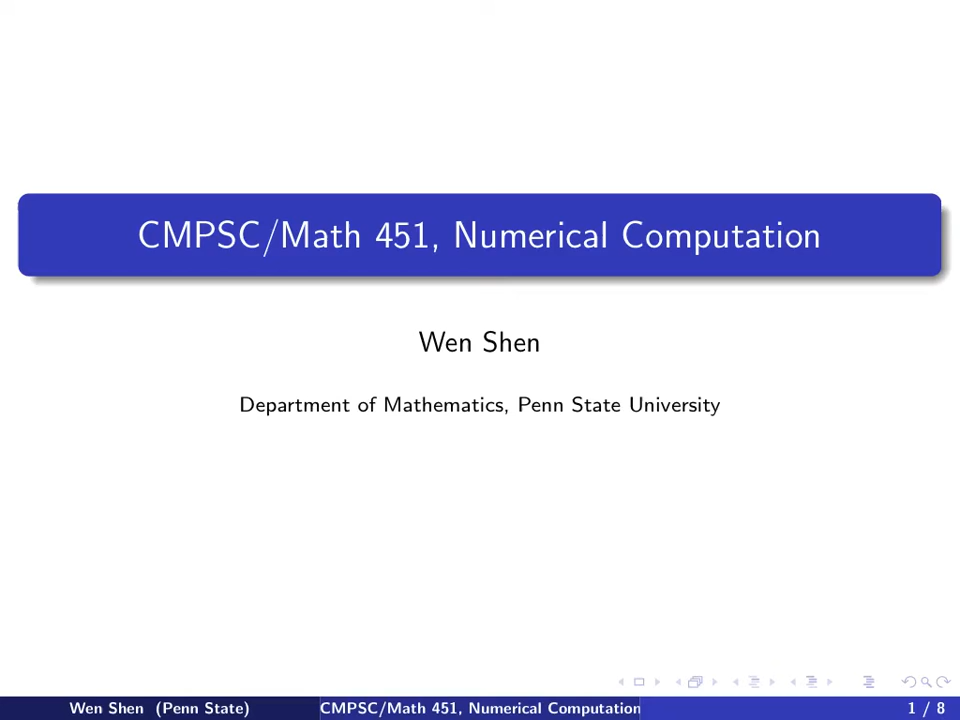 CMPSC/Math 451, Numerical Computation
Wen Shen
Department of Mathematics, Penn State University
Wen Shen (Penn State)
CMPSC/Math 451, Numerical Computation
1 / 8